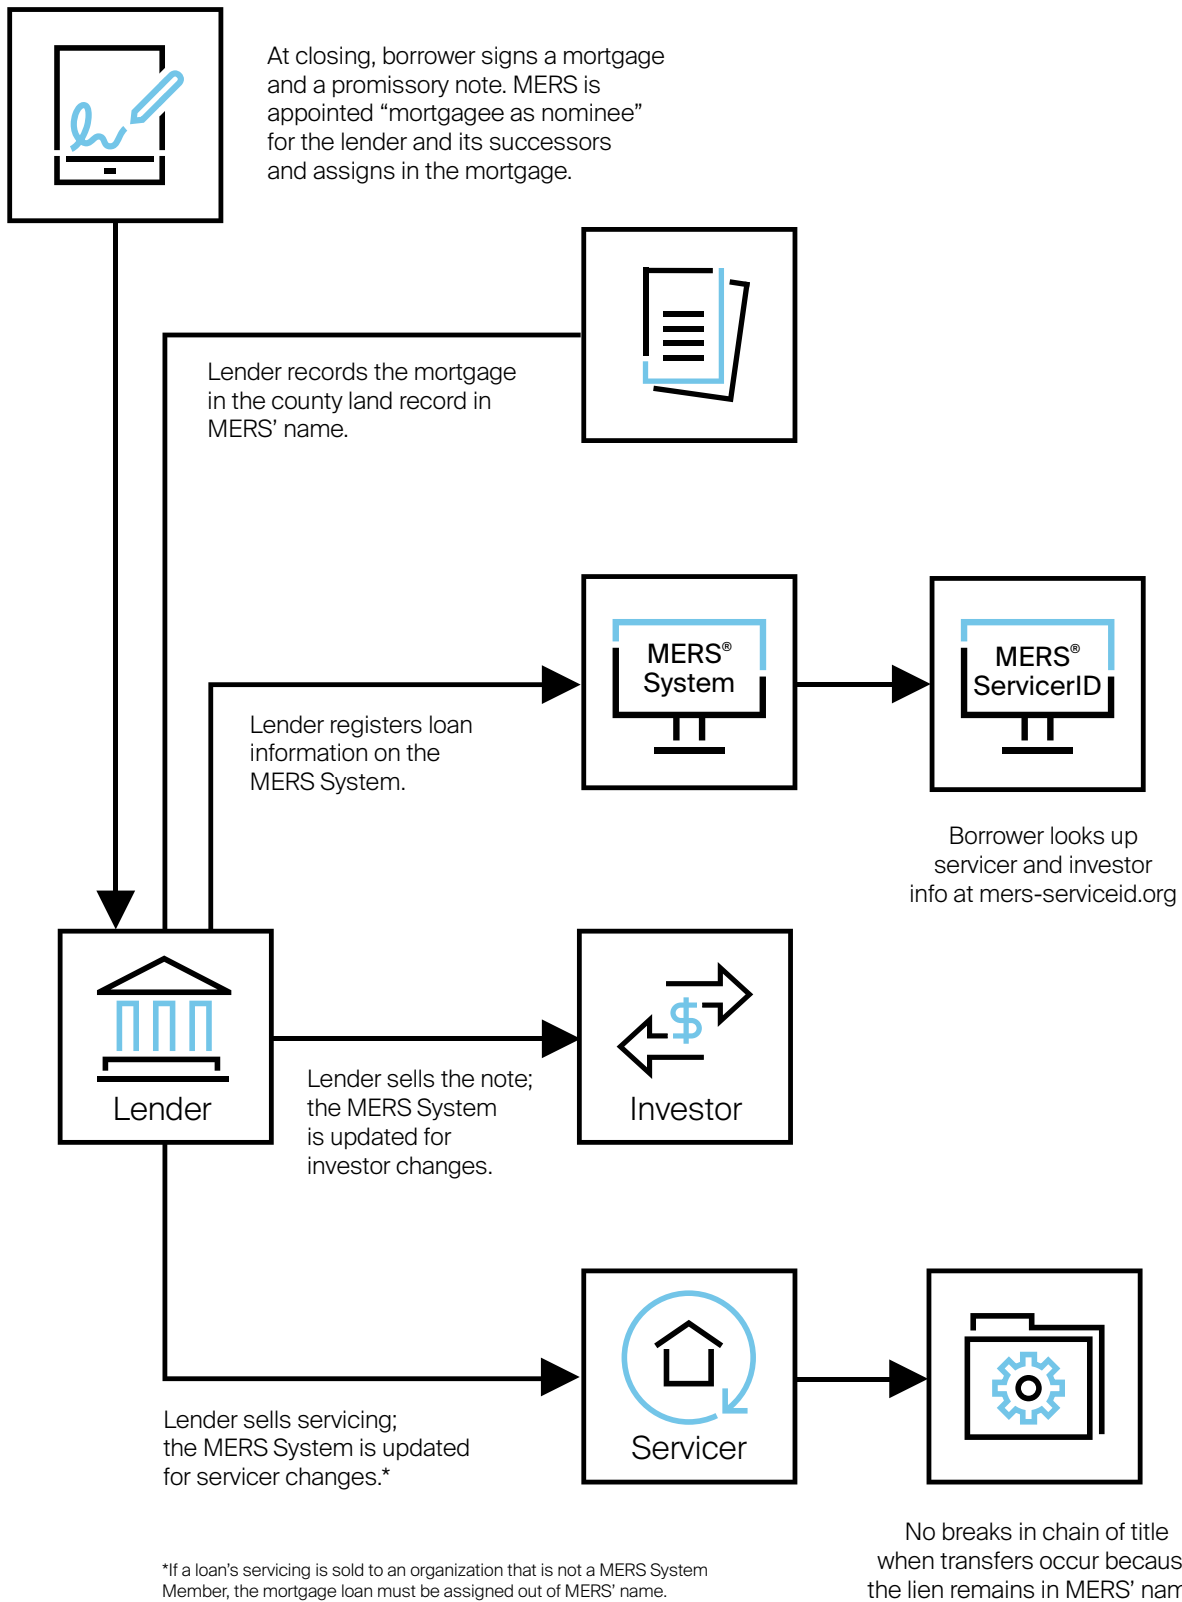 At closing, borrower signs a mortgage
and a promissory note. MERS is
appointed “mortgagee as nominee”
for the lender and its successors
and assigns in the mortgage.
Lender records the mortgage
in the county land record in
MERS’ name.
MERS®
System
MERS®
ServicerID
Lender registers loan
information on the
MERS System.
Borrower looks up
servicer and investor
info at mers-serviceid.org
Lender
Lender sells the note;
the MERS System
is updated for
investor changes.
Investor
Lender sells servicing;
the MERS System is updated
for servicer changes.*
Servicer
No breaks in chain of title
when transfers occur becaus
the lien remains in MERS’ nam
*If a loan’s servicing is sold to an organization that is not a MERS System
Member, the mortgage loan must be assigned out of MERS’ name.